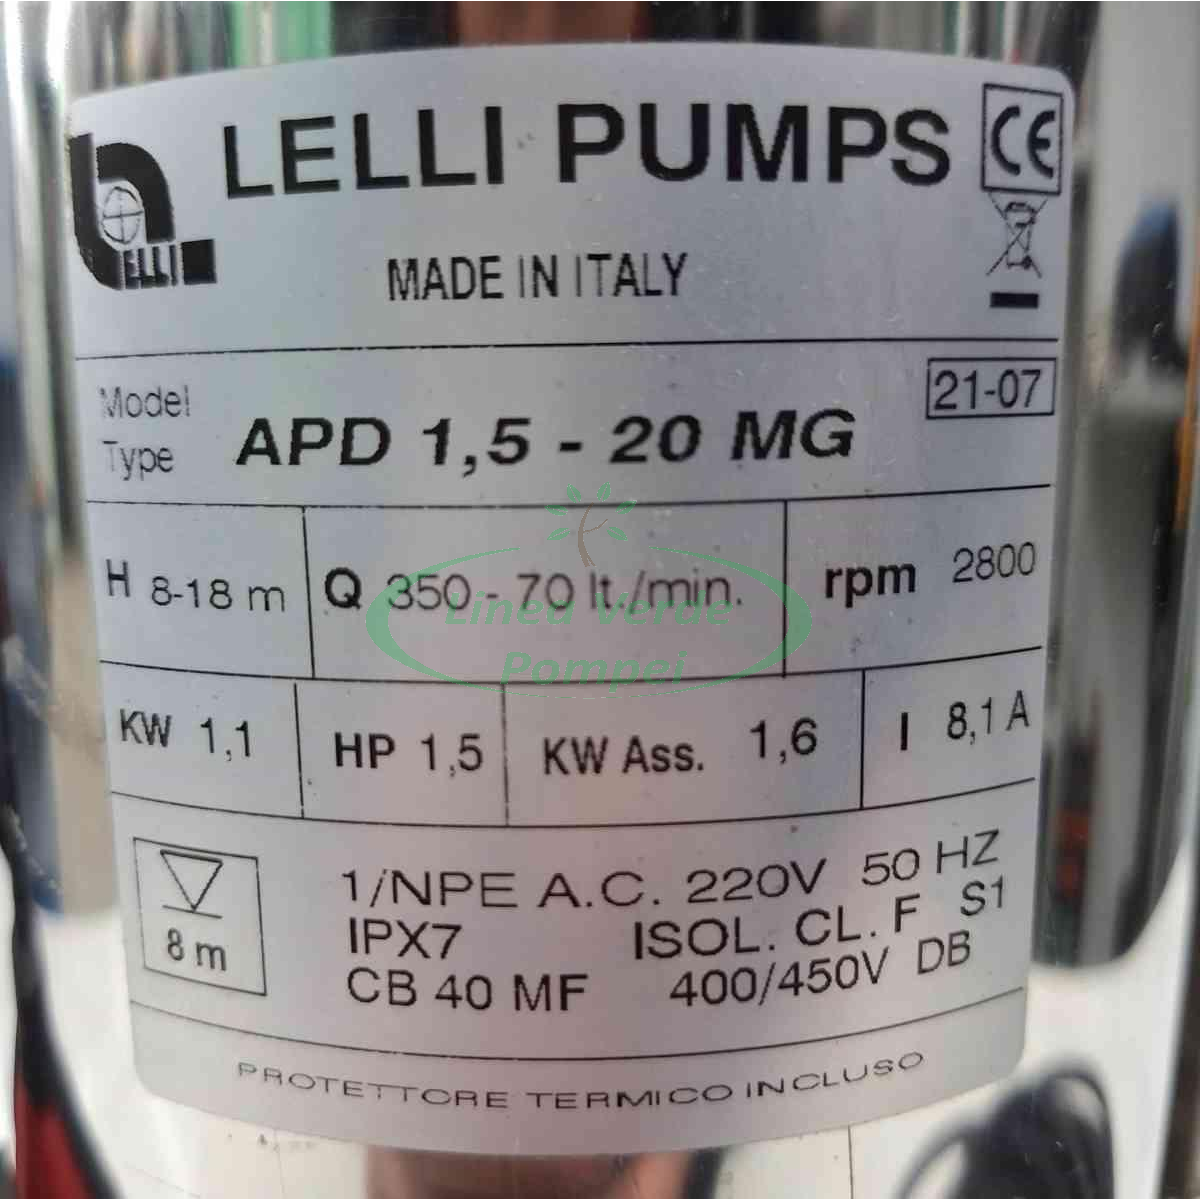 LELLI PUMPS
CE
ELLI
MADE IN ITALY
Model
Type
APD 1,5 - 20 MG
21-07
H 8-18 m
Q 350 - 70 lt./min.
rpm 2800
Linea Verde
Pompei
KW 1,1
HP 1,5
KW Ass. 1,6
I 8,1 A
8 m
1/NPE A.C. 220V 50 HZ
IPX7 ISOL. CL. F S1
CB 40 MF 400/450V DB
PROTETTORE TERMICO INCLUSO